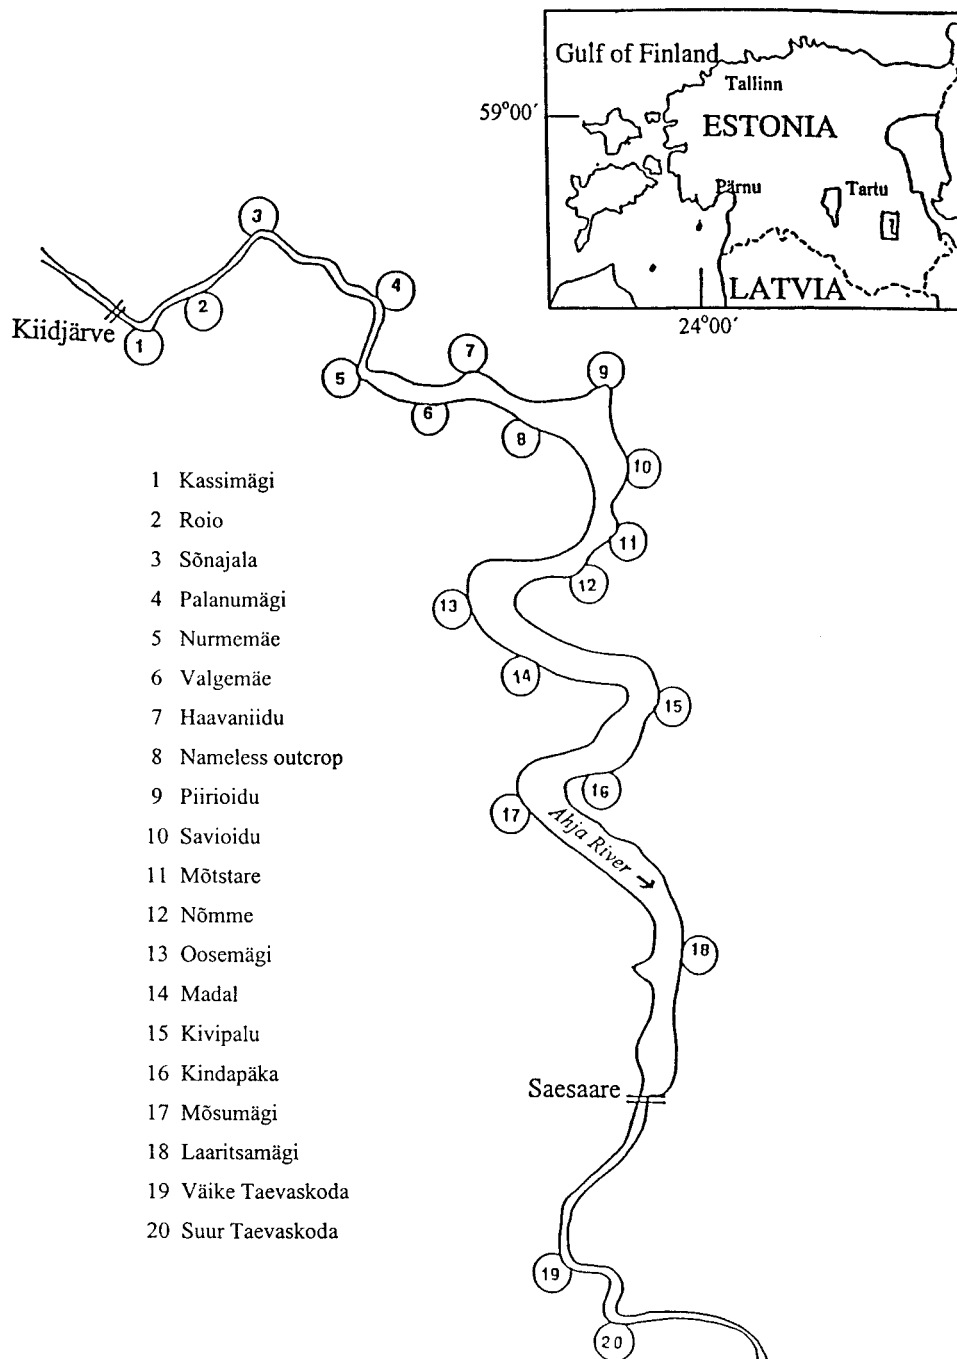 Gulf of Finland
Tallinn
59°00′
ESTONIA
Pärnu
Tartu
1
LATVIA
24°00′
3
4
2
Kiidjärve
1
7
9
5
6
8
10
11
12
13
14
15
16
17
Ahja River →
18
Saesaare
19
20
1 Kassimägi
2 Roio
3 Sõnajala
4 Palanumägi
5 Nurmemäe
6 Valgemäe
7 Haavaniidu
8 Nameless outcrop
9 Piirioidu
10 Savioidu
11 Mõtstare
12 Nõmme
13 Oosemägi
14 Madal
15 Kivipalu
16 Kindapäka
17 Mõsumägi
18 Laaritsamägi
19 Väike Taevaskoda
20 Suur Taevaskoda